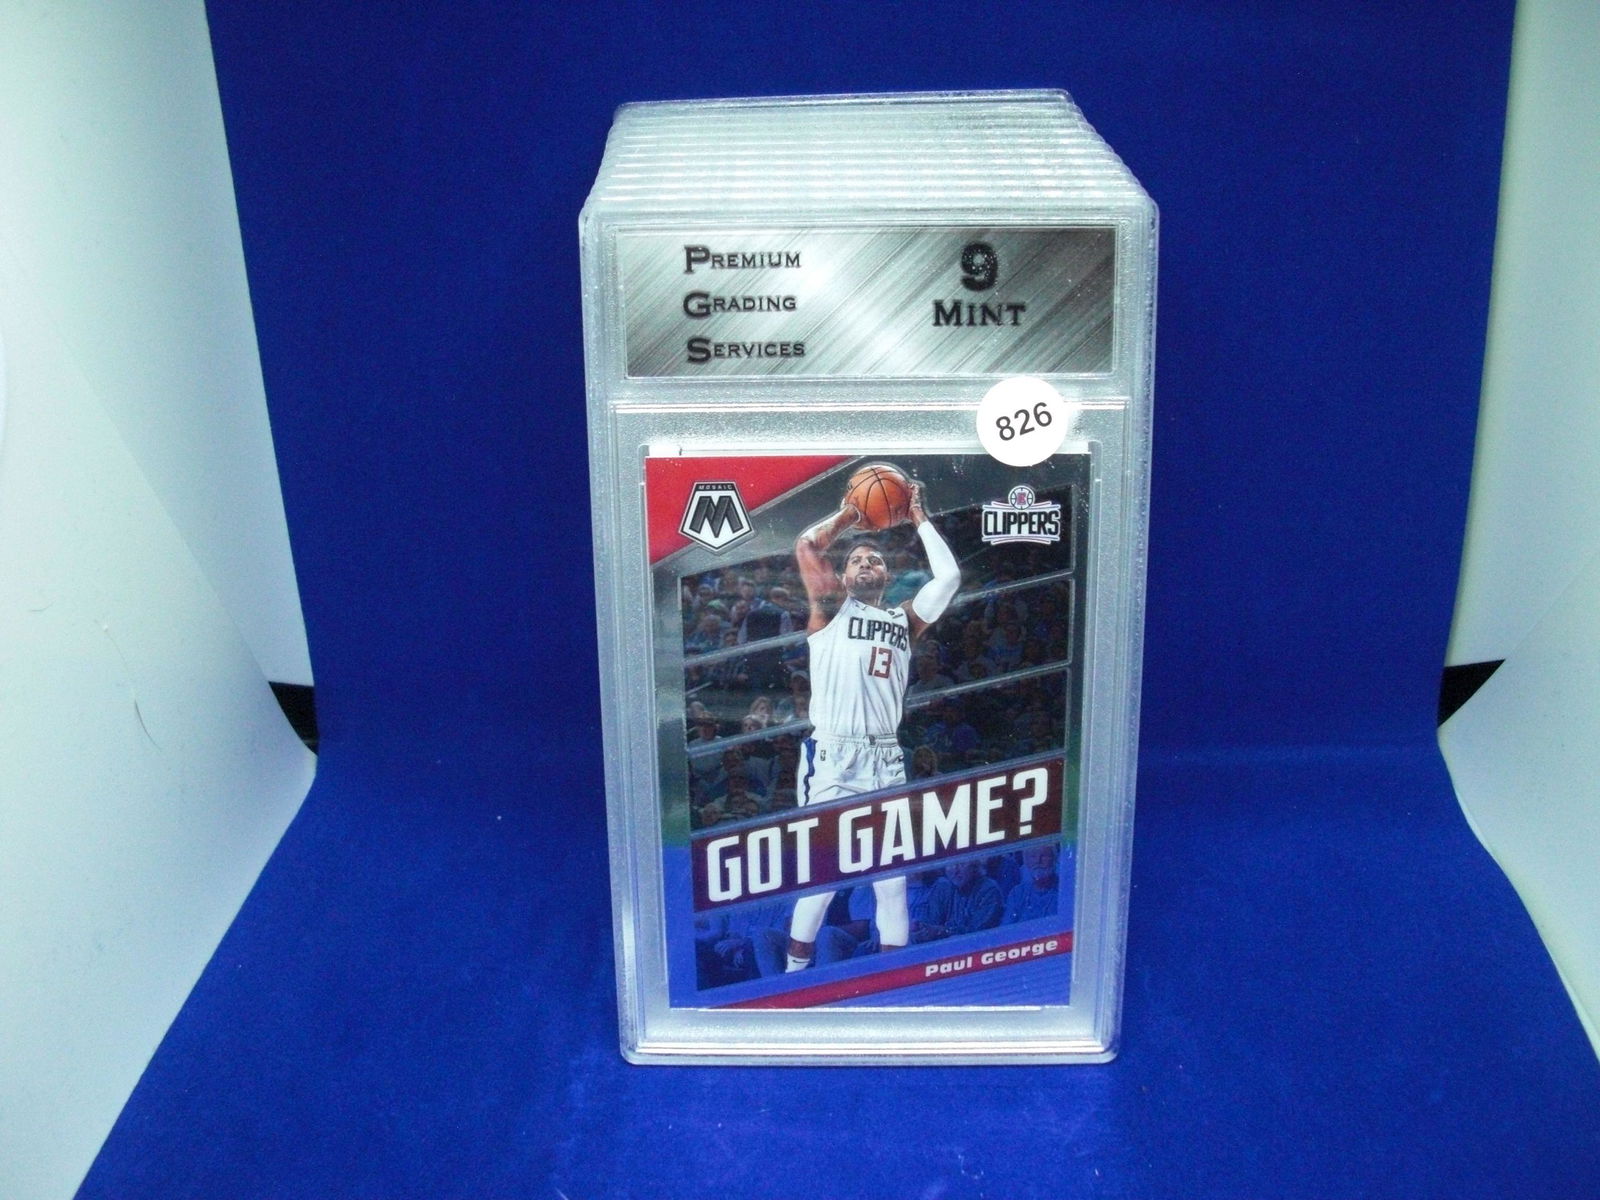 PREMIUM
GRADING
SERVICES
9
MINT
826
MOSAIC
M
CLIPPERS
CLIPPERS
13
GOT GAME?
Paul George